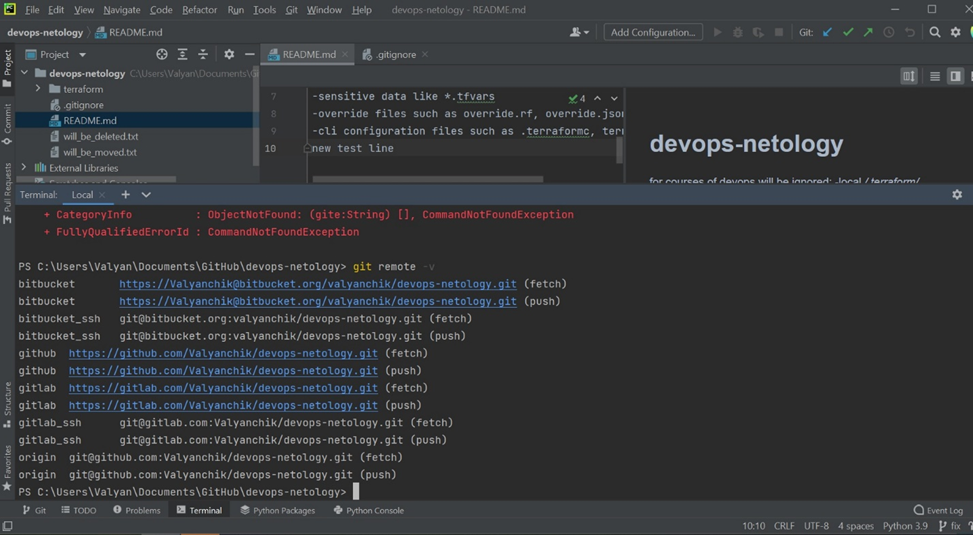 File Edit View Navigate Code Refactor Run Tools Git Window Help devops-netology - README.md
devops-netology README.md Add Configuration... Git:
Project README.md .gitignore
devops-netology C:\Users\Valyan\Documents\Git
terraform
.gitignore
README.md
will_be_deleted.txt
will_be_moved.txt
External Libraries
7 -sensitive data like *.tfvars 4
8 -override files such as override.rf, override.json
9 -cli configuration files such as .terraformc,
10 new test line
devops-netology
for courses of devops will be ignored: -local /.terraform/
Project
Commit
Pull Requests
Structure
Favorites
Terminal: Local
+ CategoryInfo : ObjectNotFound: (gite:String) [], CommandNotFoundException
+ FullyQualifiedErrorId : CommandNotFoundException
PS C:\Users\Valyan\Documents\GitHub\devops-netology> git remote -v
bitbucket https://Valyanchik@bitbucket.org/valyanchik/devops-netology.git (fetch)
bitbucket https://Valyanchik@bitbucket.org/valyanchik/devops-netology.git (push)
bitbucket_ssh git@bitbucket.org:valyanchik/devops-netology.git (fetch)
bitbucket_ssh git@bitbucket.org:valyanchik/devops-netology.git (push)
github https://github.com/Valyanchik/devops-netology.git (fetch)
github https://github.com/Valyanchik/devops-netology.git (push)
gitlab https://gitlab.com/Valyanchik/devops-netology.git (fetch)
gitlab https://gitlab.com/Valyanchik/devops-netology.git (push)
gitlab_ssh git@gitlab.com:Valyanchik/devops-netology.git (fetch)
gitlab_ssh git@gitlab.com:Valyanchik/devops-netology.git (push)
origin git@github.com:Valyanchik/devops-netology.git (fetch)
origin git@github.com:Valyanchik/devops-netology.git (push)
PS C:\Users\Valyan\Documents\GitHub\devops-netology>
Git TODO Problems Terminal Python Packages Python Console Event Log
10:10 CRLF UTF-8 4 spaces Python 3.9 fix